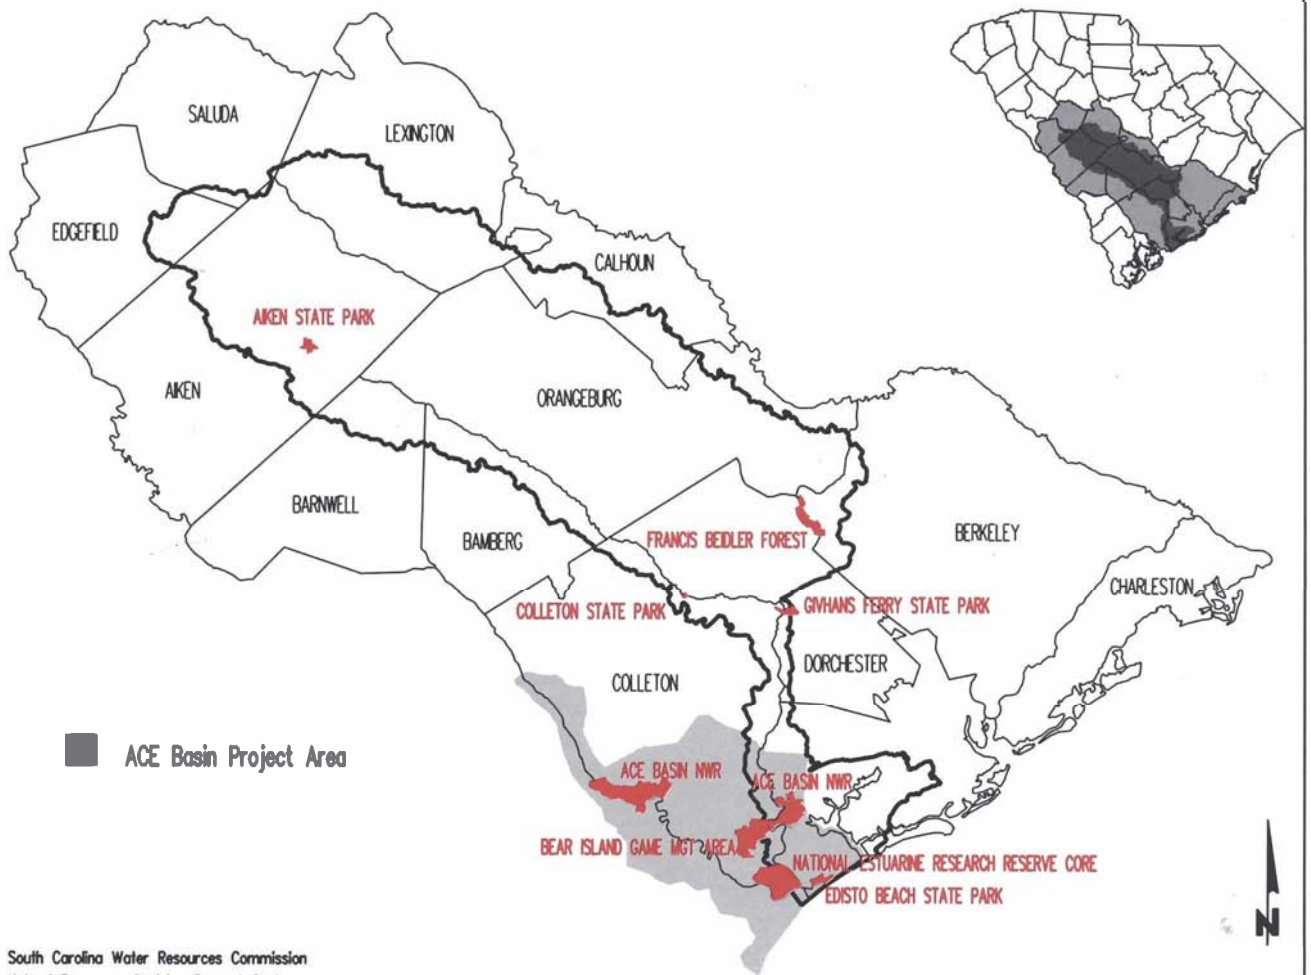 SALUDA
LEXINGTON
EDGEFIELD
CALHOUN
AIKEN STATE PARK
AIKEN
ORANGEBURG
BARNWELL
BAMBERG
FRANCIS BEIDLER FOREST
BERKELEY
CHARLESTON
COLLETON STATE PARK
GIVHANS FERRY STATE PARK
DORCHESTER
COLLETON
ACE Basin Project Area
ACE BASIN NWR
ACE BASIN NWR
BEAR ISLAND GAME MGT AREA
NATIONAL ESTUARINE RESEARCH RESERVE CORE
EDISTO BEACH STATE PARK
N
South Carolina Water Resources Commission